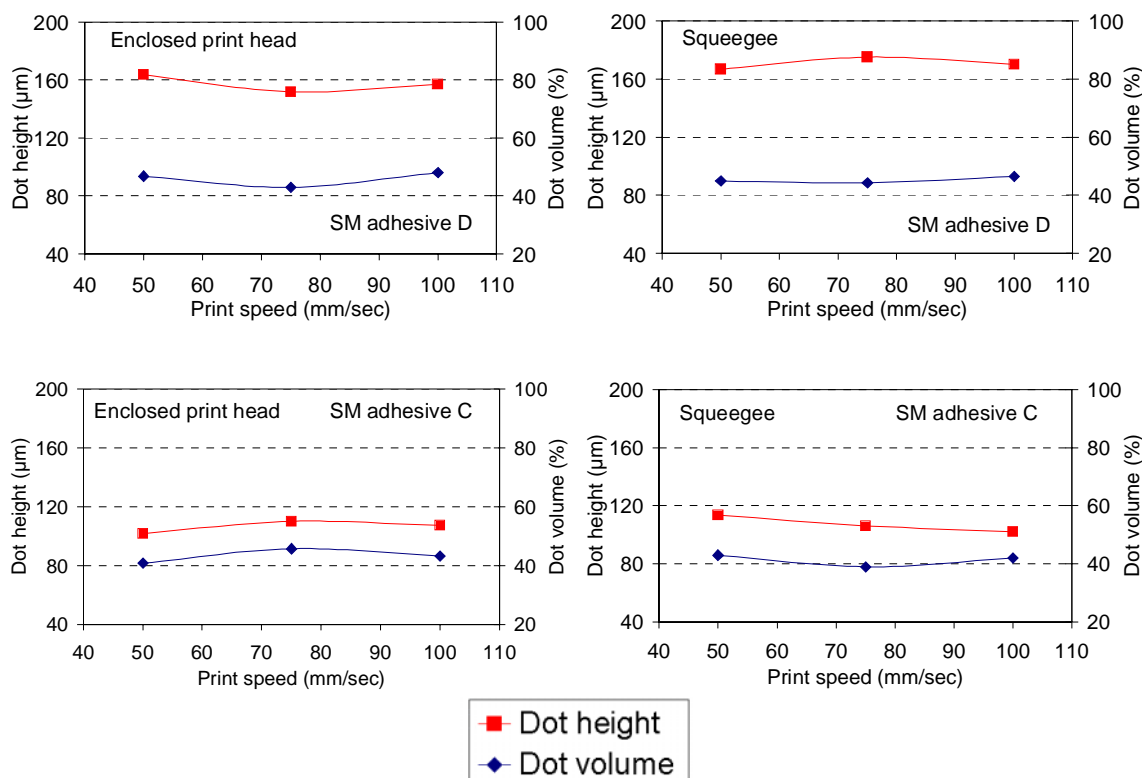 Enclosed print head
SM adhesive D
Dot height (µm)
200
160
120
80
40
Dot volume (%)
100
80
60
40
20
40 50 60 70 80 90 100 110
Print speed (mm/sec)
Squeegee
SM adhesive D
Dot height (µm)
200
160
120
80
40
Dot volume (%)
100
80
60
40
20
40 50 60 70 80 90 100 110
Print speed (mm/sec)
Enclosed print head SM adhesive C
Dot height (µm)
200
160
120
80
40
Dot volume (%)
100
80
60
40
20
40 50 60 70 80 90 100 110
Print speed (mm/sec)
Squeegee SM adhesive C
Dot height (µm)
200
160
120
80
40
Dot volume (%)
100
80
60
40
20
40 50 60 70 80 90 100 110
Print speed (mm/sec)
Dot height
Dot volume